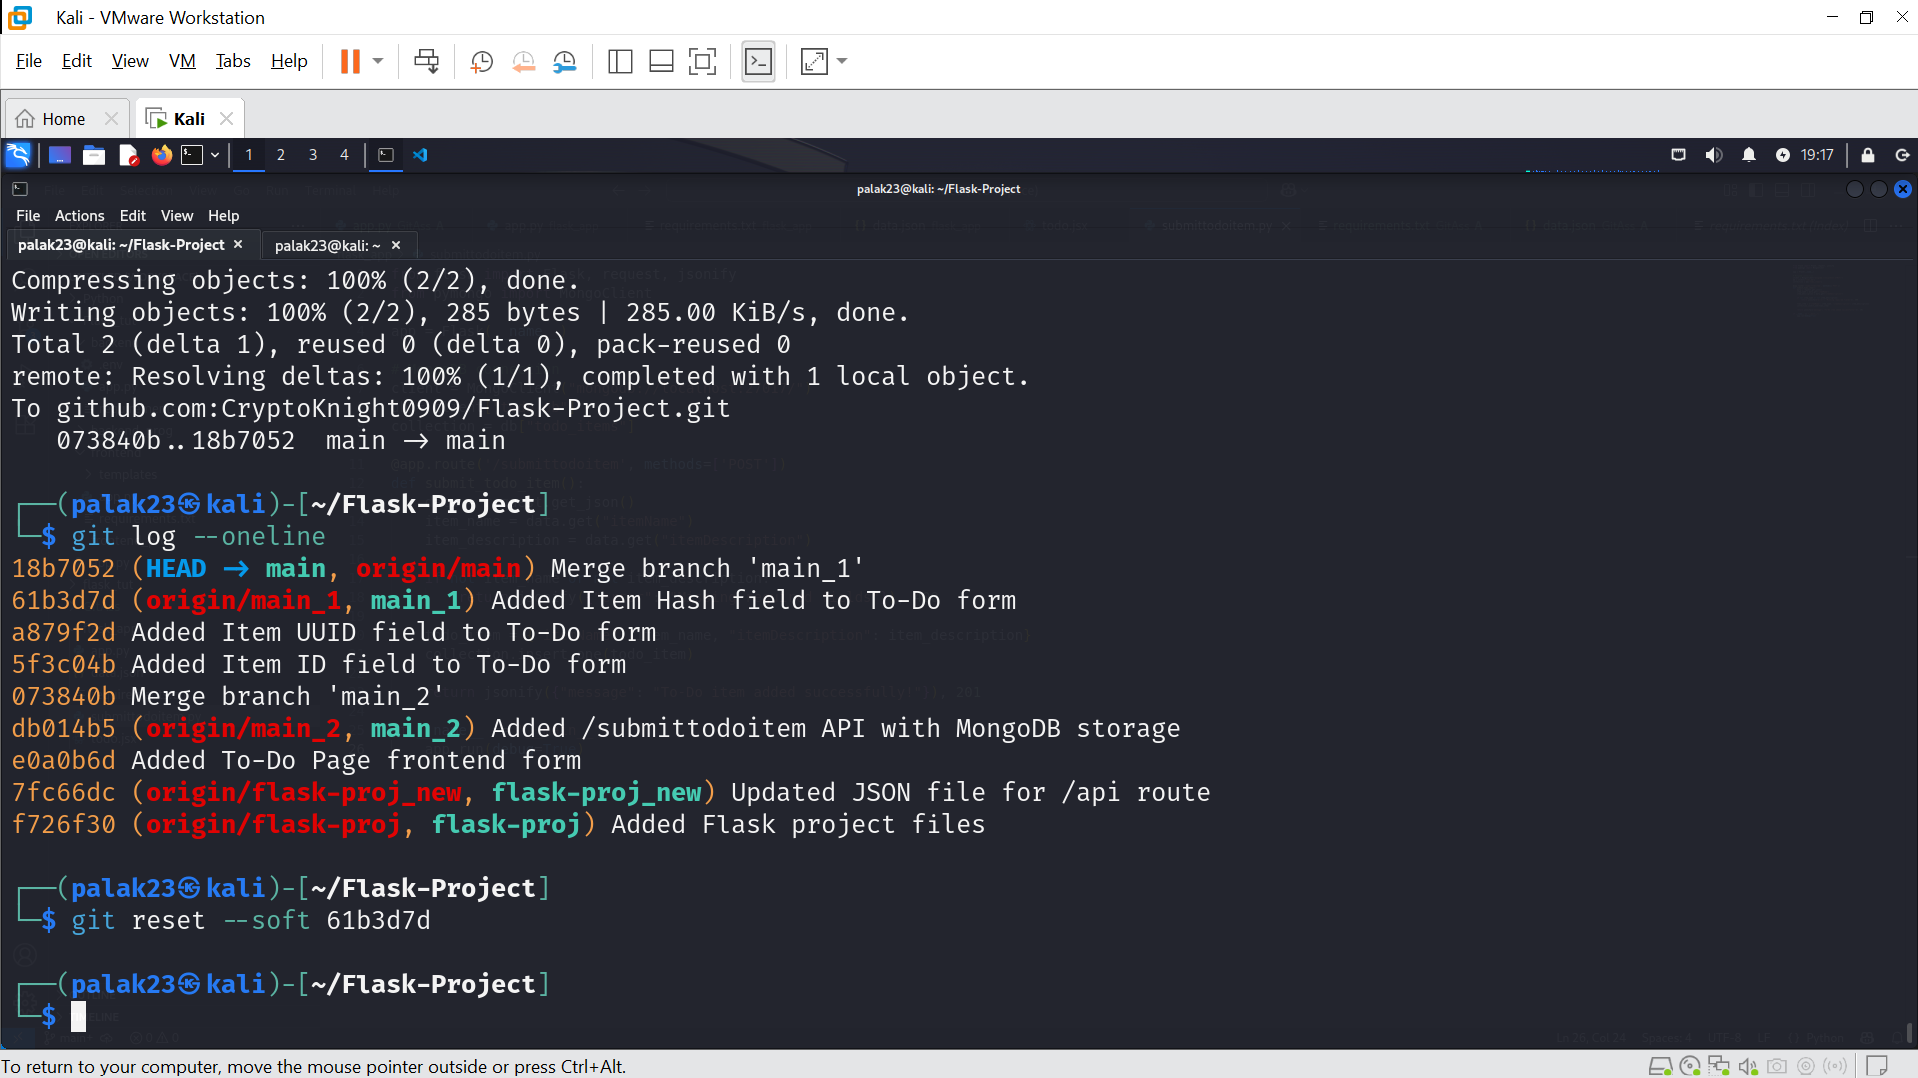 Kali - VMware Workstation
File Edit View VM Tabs Help
Home
Kali
1 2 3 4
19:17
palak23@kali: ~/Flask-Project
File Actions Edit View Help
palak23@kali: ~/Flask-Project
palak23@kali: ~
Compressing objects: 100% (2/2), done.
Writing objects: 100% (2/2), 285 bytes | 285.00 KiB/s, done.
Total 2 (delta 1), reused 0 (delta 0), pack-reused 0
remote: Resolving deltas: 100% (1/1), completed with 1 local object.
To github.com:CryptoKnight0909/Flask-Project.git
073840b..18b7052 main → main
┌──(palak23㉿kali)-[~/Flask-Project]
└─$ git log --oneline
18b7052 (HEAD → main, origin/main) Merge branch 'main_1'
61b3d7d (origin/main_1, main_1) Added Item Hash field to To-Do form
a879f2d Added Item UUID field to To-Do form
5f3c04b Added Item ID field to To-Do form
073840b Merge branch 'main_2'
db014b5 (origin/main_2, main_2) Added /submittodoitem API with MongoDB storage
e0a0b6d Added To-Do Page frontend form
7fc66dc (origin/flask-proj_new, flask-proj_new) Updated JSON file for /api route
f726f30 (origin/flask-proj, flask-proj) Added Flask project files
┌──(palak23㉿kali)-[~/Flask-Project]
└─$ git reset --soft 61b3d7d
┌──(palak23㉿kali)-[~/Flask-Project]
└─$
To return to your computer, move the mouse pointer outside or press Ctrl+Alt.